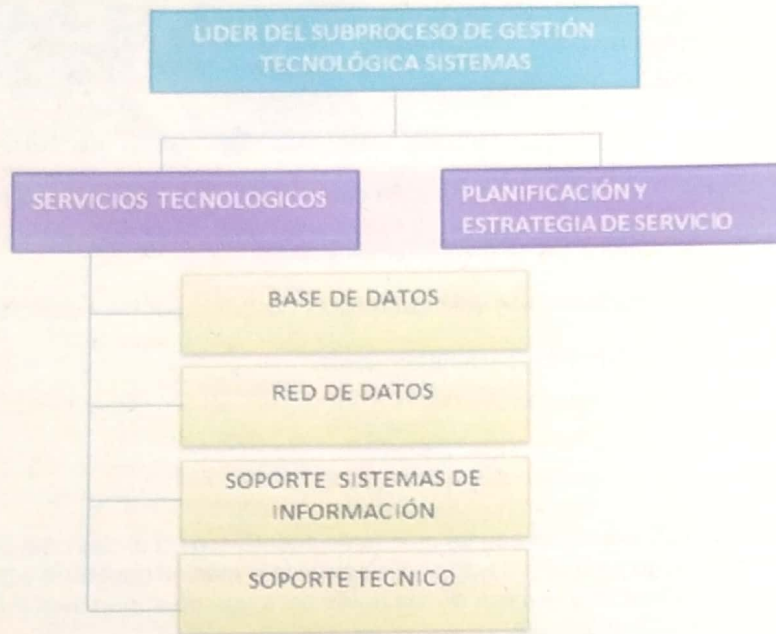 LIDER DEL SUBPROCESO DE GESTIÓN
TECNOLÓGICA SISTEMAS
SERVICIOS TECNOLOGICOS
PLANIFICACIÓN Y
ESTRATEGIA DE SERVICIO
BASE DE DATOS
RED DE DATOS
SOPORTE SISTEMAS DE
INFORMACIÓN
SOPORTE TECNICO